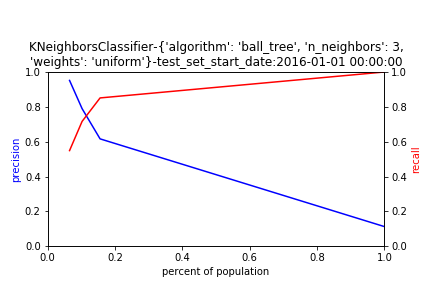 KNeighborsClassifier-{'algorithm': 'ball_tree', 'n_neighbors': 3,
'weights': 'uniform'}-test_set_start_date:2016-01-01 00:00:00
1.0
0.8
0.6
0.4
0.2
0.0
precision
1.0
0.8
0.6
0.4
0.2
0.0
recall
0.0 0.2 0.4 0.6 0.8 1.0
percent of population